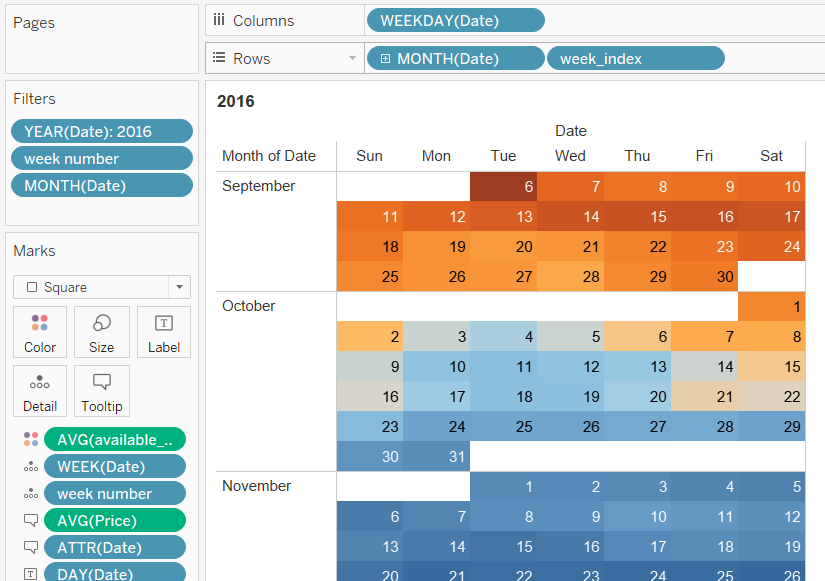 Pages
Columns WEEKDAY(Date)
Rows MONTH(Date) week_index
Filters
YEAR(Date): 2016
week number
MONTH(Date)
Marks
Square
Color Size Label
Detail Tooltip
AVG(available_..
WEEK(Date)
week number
AVG(Price)
ATTR(Date)
DAY(Date)
2016
Date
Month of Date Sun Mon Tue Wed Thu Fri Sat
September 6 7 8 9 10
11 12 13 14 15 16 17
18 19 20 21 22 23 24
25 26 27 28 29 30
October 1
2 3 4 5 6 7 8
9 10 11 12 13 14 15
16 17 18 19 20 21 22
23 24 25 26 27 28 29
30 31
November 1 2 3 4 5
6 7 8 9 10 11 12
13 14 15 16 17 18 19
20 21 22 23 24 25 26